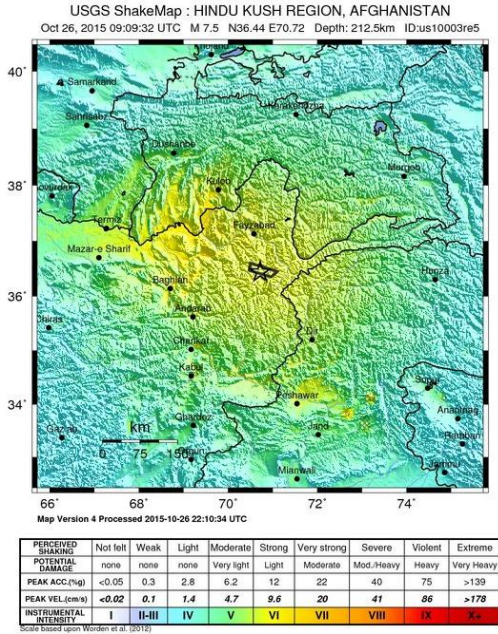 USGS ShakeMap : HINDU KUSH REGION, AFGHANISTAN
Oct 26, 2015 09:09:32 UTC M 7.5 N36.44 E70.72 Depth: 212.5km ID:us10003re5
40°
Samarkand
Karakendzha
Dushanbe
Murgob
38°
Kulob
Termiz
Fayzabad
Mazar-e Sharif
Hunza
36°
Baghlan
Andarab
Dir
Charikar
Kabul
34°
Peshawar
Ghardez
Jand
km
0 75 150
Mianwali
Jammu
66° 68° 70° 72° 74°
Map Version 4 Processed 2015-10-26 22:10:34 UTC
PERCEIVED SHAKING Not felt Weak Light Moderate Strong Very strong Severe Violent Extreme
POTENTIAL DAMAGE none none none Very light Light Moderate Mod./Heavy Heavy Very Heavy
PEAK ACC.(%g) <0.05 0.3 2.8 6.2 12 22 40 75 >139
PEAK VEL.(cm/s) <0.02 0.1 1.4 4.7 9.6 20 41 86 >178
INSTRUMENTAL INTENSITY I II-III IV V VI VII VIII IX X+
Scale based upon Worden et al. (2012)